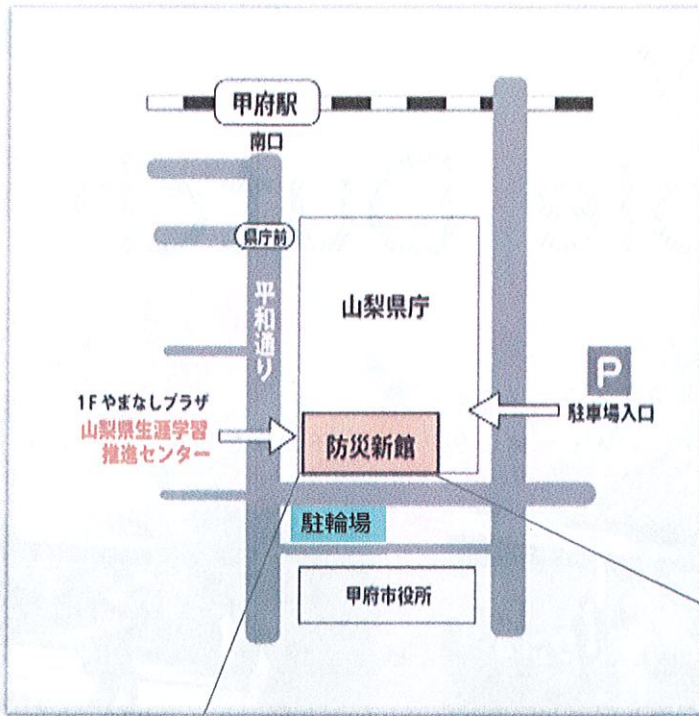 甲府駅
南口
県庁前
平和通り
山梨県庁
P
駐車場入口
1F やまなしプラザ
山梨県生涯学習
推進センター
防災新館
駐輪場
甲府市役所